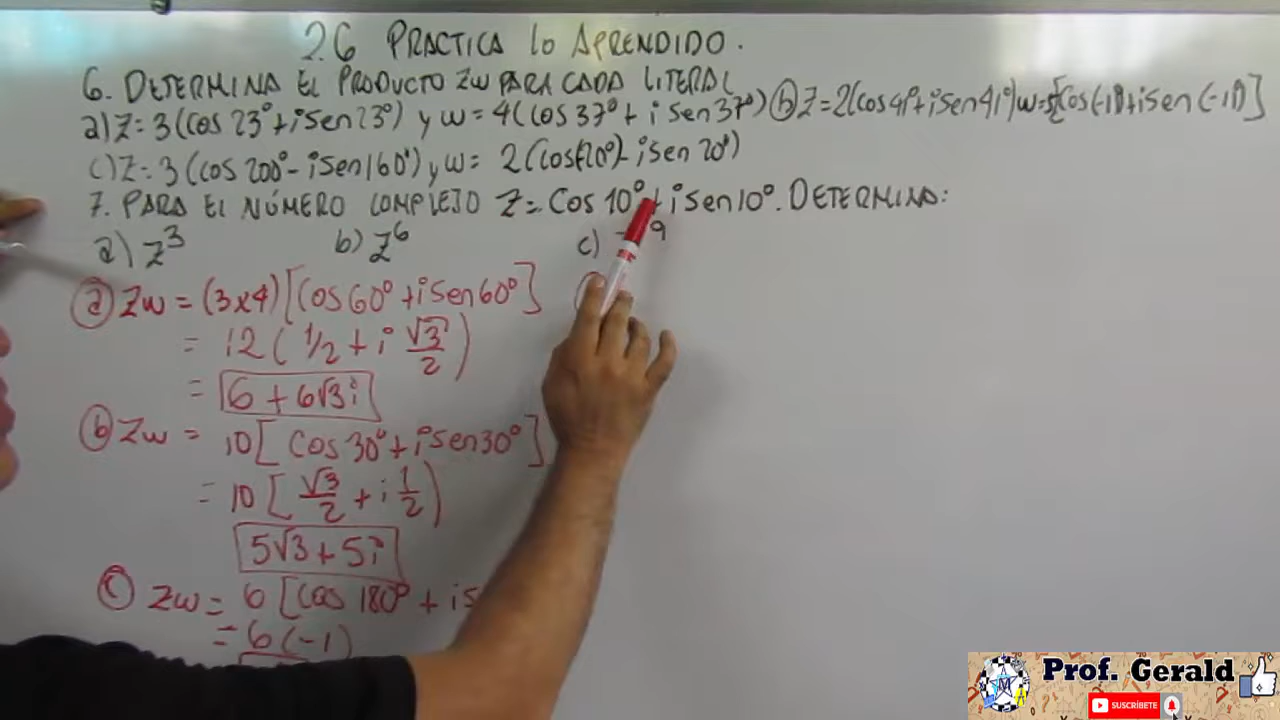 2.6 PRACTICA lo APRENDIDO.
6. DETERMINA EL PRODUCTO ZW PARA CADA LITERAL
a) Z = 3(cos 23° + i sen 23°) y w = 4(cos 37° + i sen 37°) b) Z = 2(cos 41° + i sen 41°) w = 5[cos(-11°) + i sen(-11°)]
c) Z = 3(cos 200° - i sen 160°) y w = 2(cos(-20°) - i sen 20°)
7. PARA EL NÚMERO COMPLEJO Z = Cos 10° + i sen 10°. DETERMINA:
a) Z³ b) Z⁶ c) 9
a) Zw = (3x4)[cos 60° + i sen 60°]
= 12(1/2 + i √3/2)
= 6 + 6√3i
b) Zw = 10[cos 30° + i sen 30°]
= 10[√3/2 + i 1/2)
5√3 + 5i
c) Zw = 6[cos 180° + i s
= 6(-1)
Prof. Gerald
SUSCRÍBETE